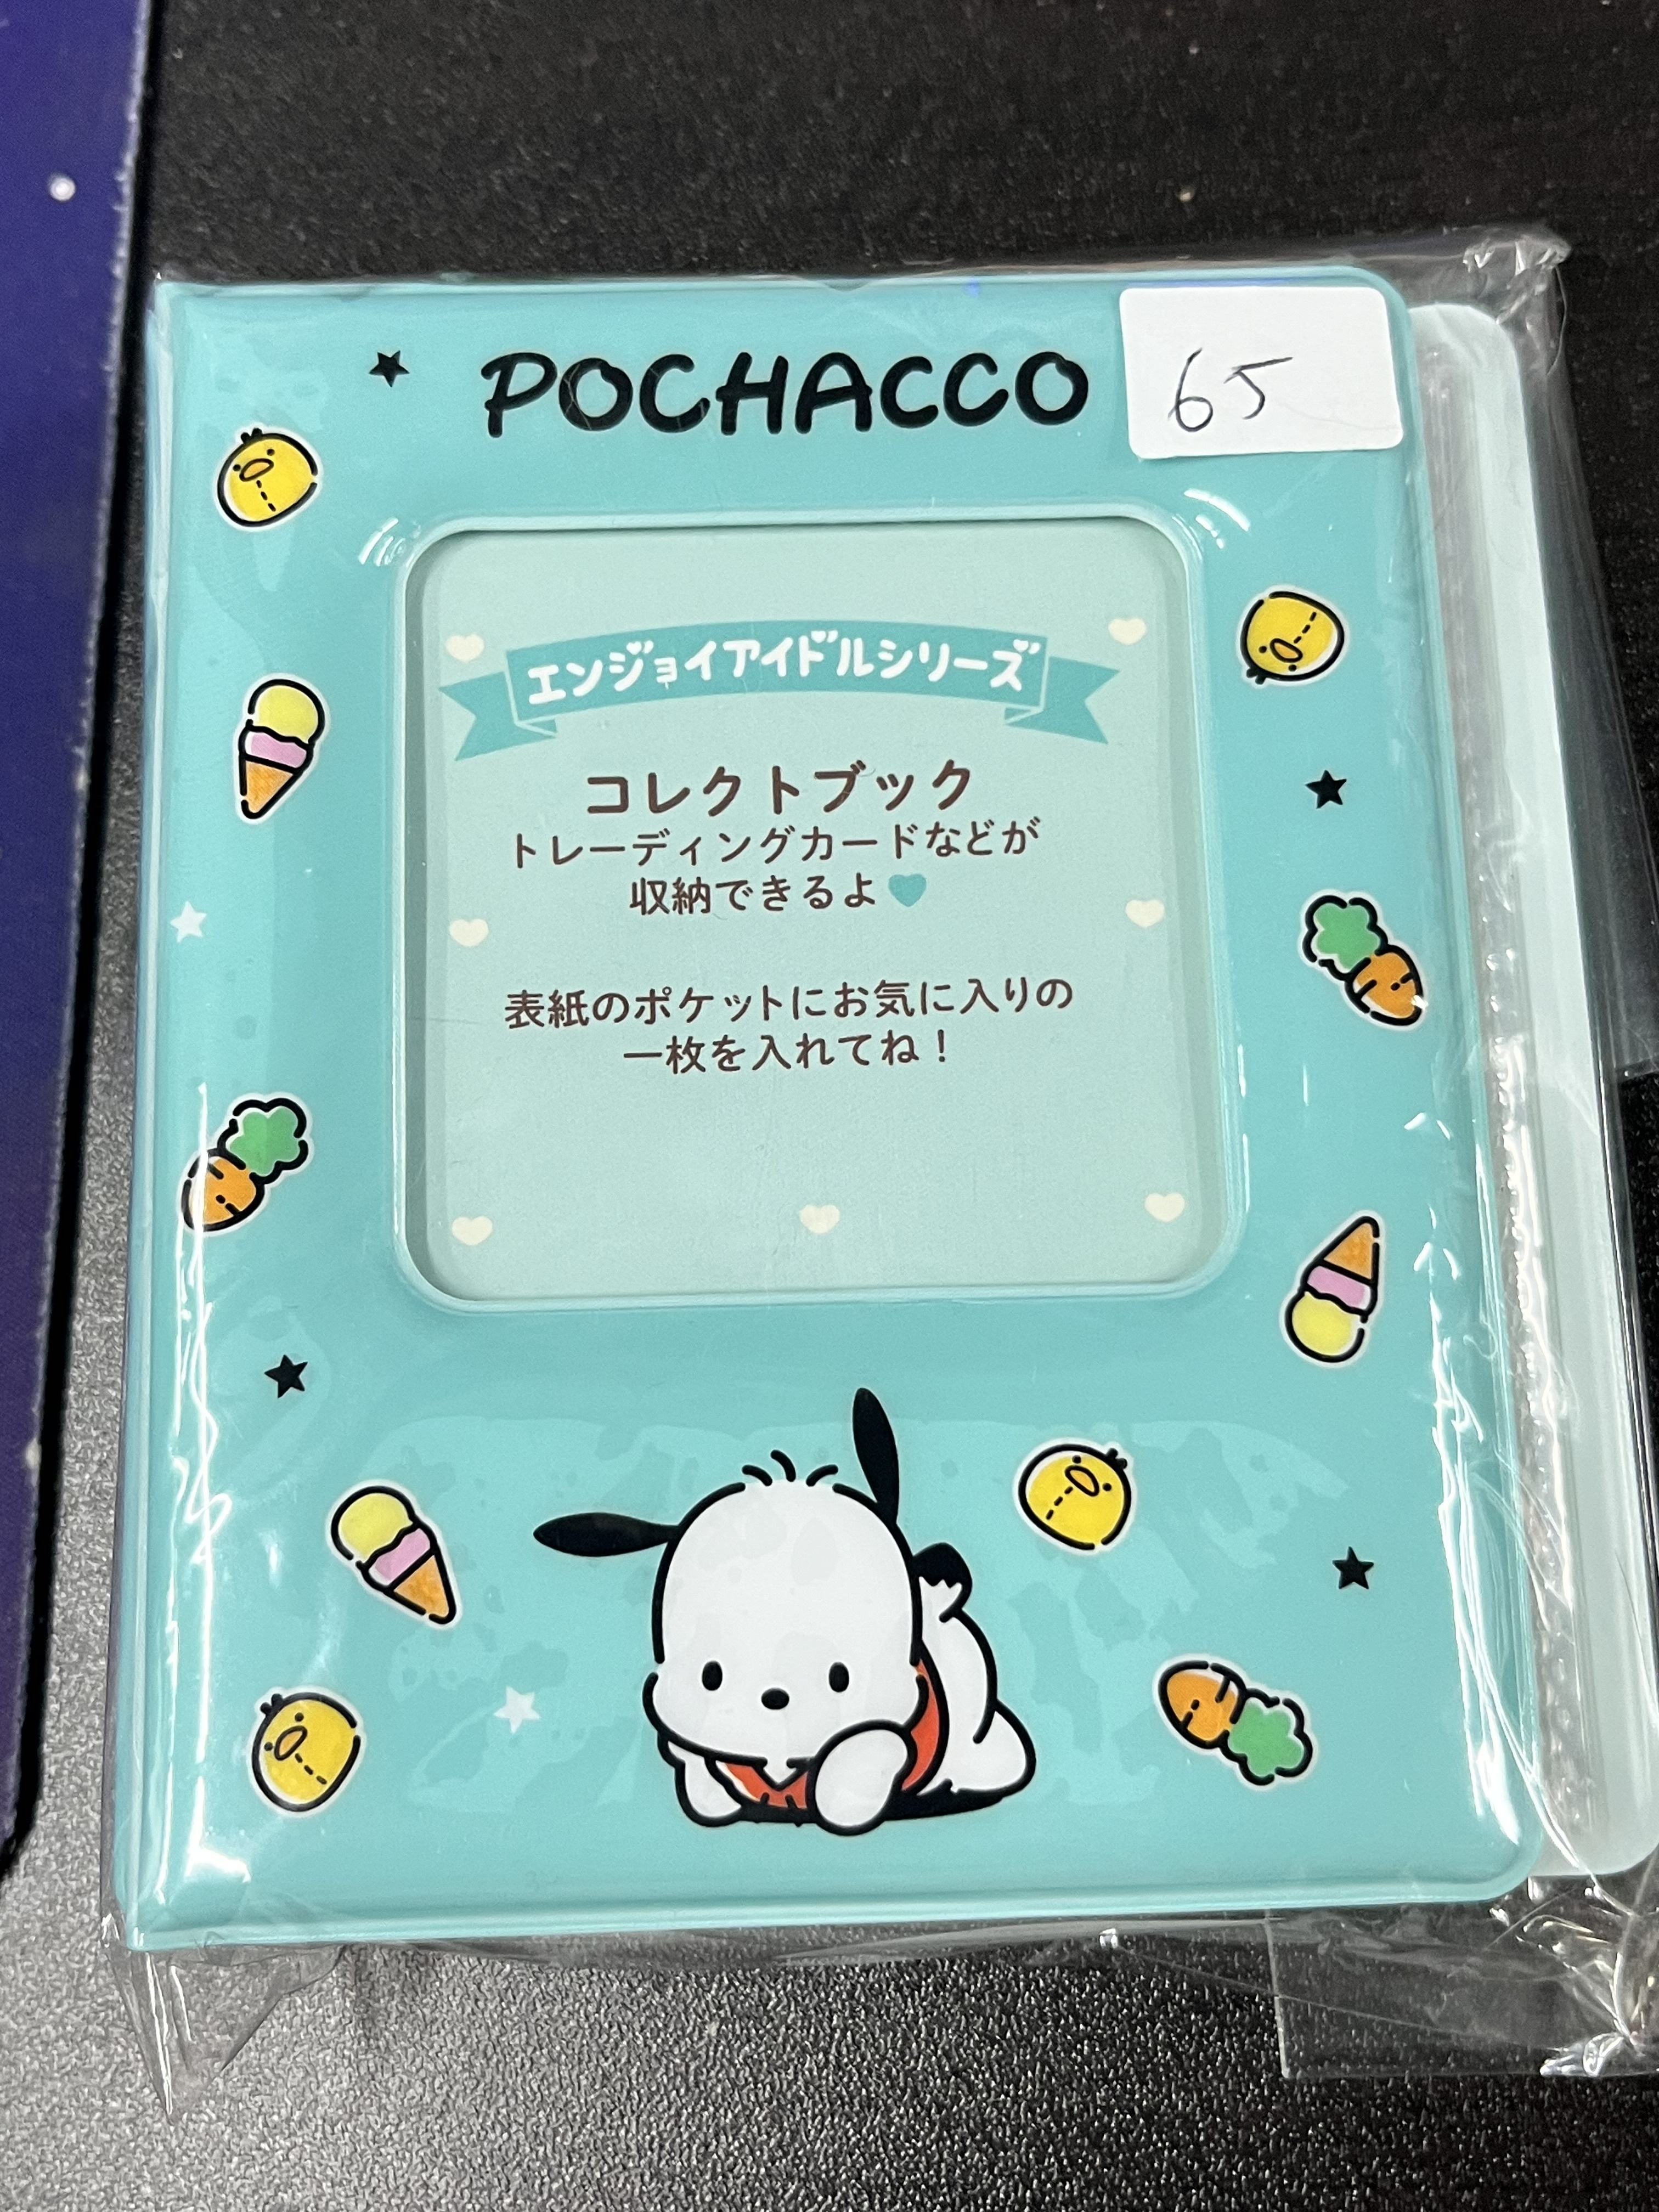 POCHACCO
65
エンジョイアイドルシリーズ
コレクトブック
トレーディングカードなどが
収納できるよ
表紙のポケットにお気に入りの
一枚を入れてね！